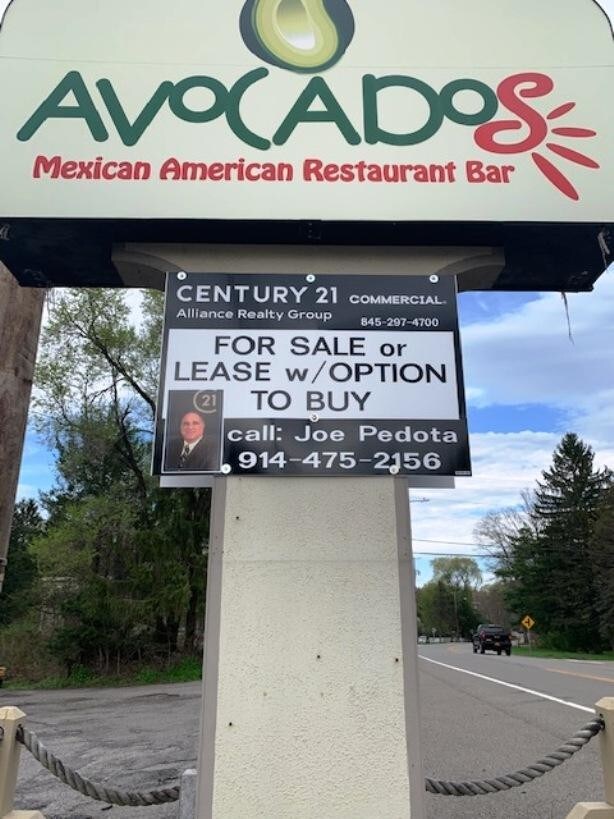 AVOCADOS
Mexican American Restaurant Bar
CENTURY 21 COMMERCIAL.
Alliance Realty Group
845-297-4700
FOR SALE or
LEASE w/OPTION
TO BUY
21
call: Joe Pedota
914-475-2156